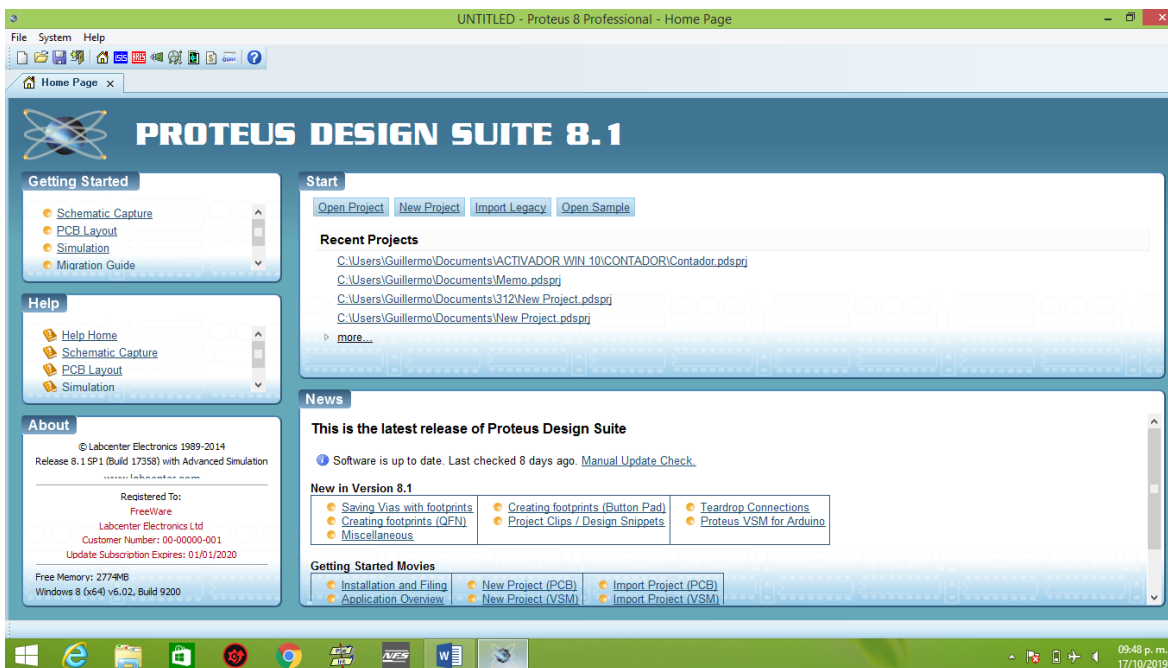 UNTITLED - Proteus 8 Professional - Home Page
File System Help
Home Page
PROTEUS DESIGN SUITE 8.1
Getting Started
Schematic Capture
PCB Layout
Simulation
Migration Guide
Help
Help Home
Schematic Capture
PCB Layout
Simulation
About
© Labcenter Electronics 1989-2014
Release 8.1 SP1 (Build 17358) with Advanced Simulation
www.labcenter.com
Registered To:
FreeWare
Labcenter Electronics Ltd
Customer Number: 00-00000-001
Update Subscription Expires: 01/01/2020
Free Memory: 2774MB
Windows 8 (x64) v6.02, Build 9200
Start
Open Project New Project Import Legacy Open Sample
Recent Projects
C:\Users\Guillermo\Documents\ACTIVADOR WIN 10\CONTADOR\Contador.pdsprj
C:\Users\Guillermo\Documents\Memo.pdsprj
C:\Users\Guillermo\Documents\312\New Project.pdsprj
C:\Users\Guillermo\Documents\New Project.pdsprj
more...
News
This is the latest release of Proteus Design Suite
Software is up to date. Last checked 8 days ago. Manual Update Check.
New in Version 8.1
Saving Vias with footprints Creating footprints (Button Pad) Teardrop Connections
Creating footprints (QFN) Project Clips / Design Snippets Proteus VSM for Arduino
Miscellaneous
Getting Started Movies
Installation and Filing New Project (PCB) Import Project (PCB)
Application Overview New Project (VSM) Import Project (VSM)
NFS
09:48 p. m.
17/10/2019